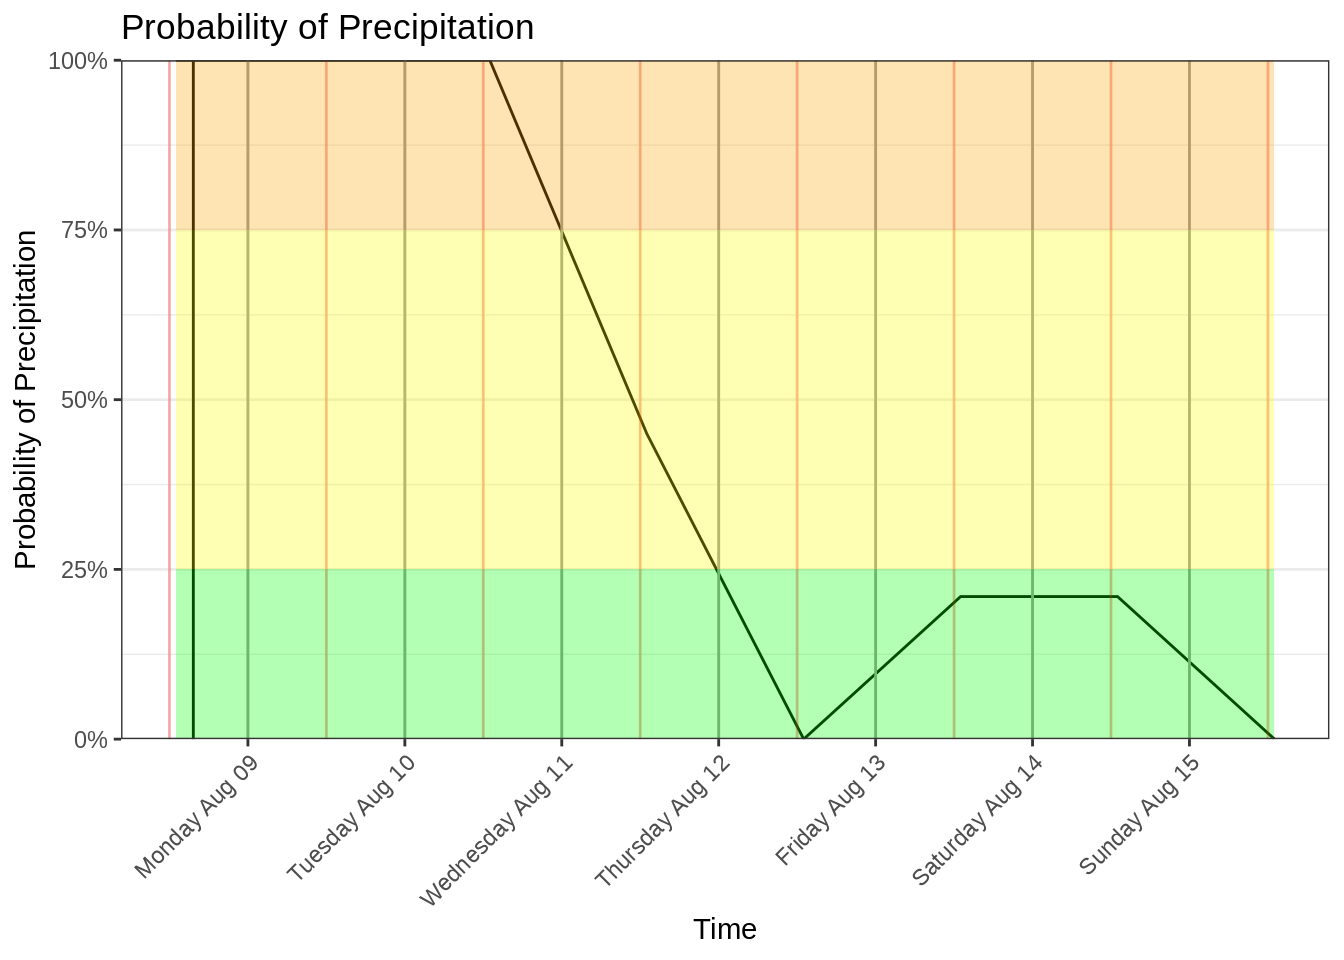 Probability of Precipitation
Probability of Precipitation
100%
75%
50%
25%
0%
Monday Aug 09
Tuesday Aug 10
Wednesday Aug 11
Thursday Aug 12
Friday Aug 13
Saturday Aug 14
Sunday Aug 15
Time